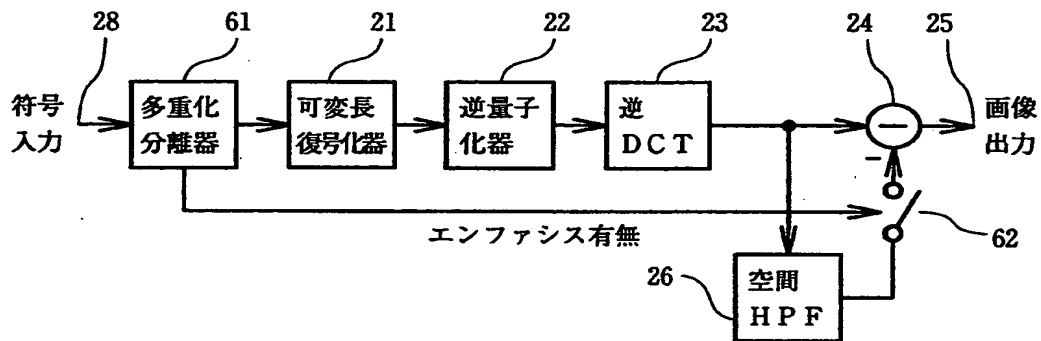 28
61
21
22
23
24
25
符号
入力
多重化
分離器
可変長
復号化器
逆量子
化器
逆
DCT
−
画像
出力
−
エンファシス有無
62
26
空間
HPF